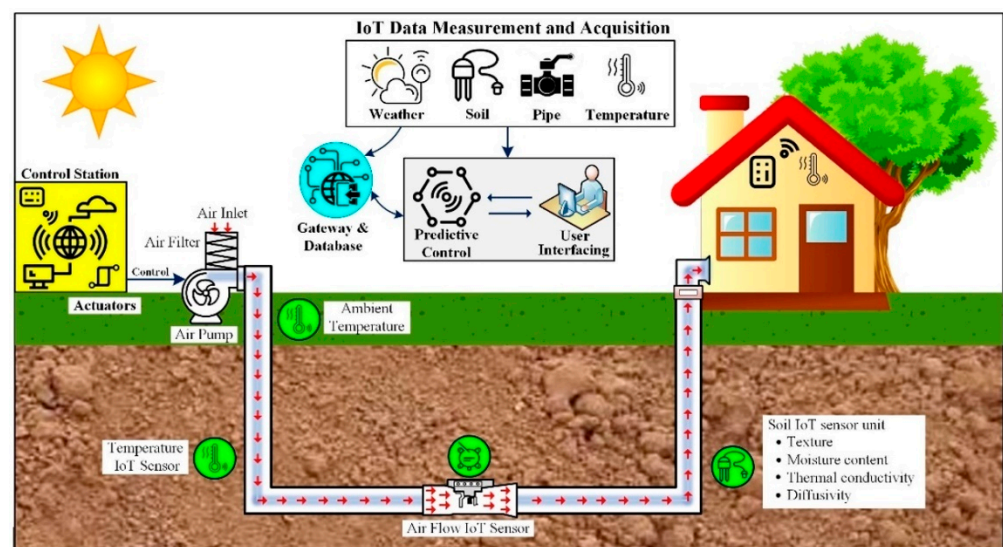 IoT Data Measurement and Acquisition
Weather
Soil
Pipe
Temperature
Control Station
Air Inlet
Air Filter
Control
Actuators
Air Pump
Gateway &
Database
Predictive
Control
User
Interfacing
Ambient
Temperature
Temperature
IoT Sensor
Air Flow IoT Sensor
Soil IoT sensor unit
• Texture
• Moisture content
• Thermal conductivity
• Diffusivity